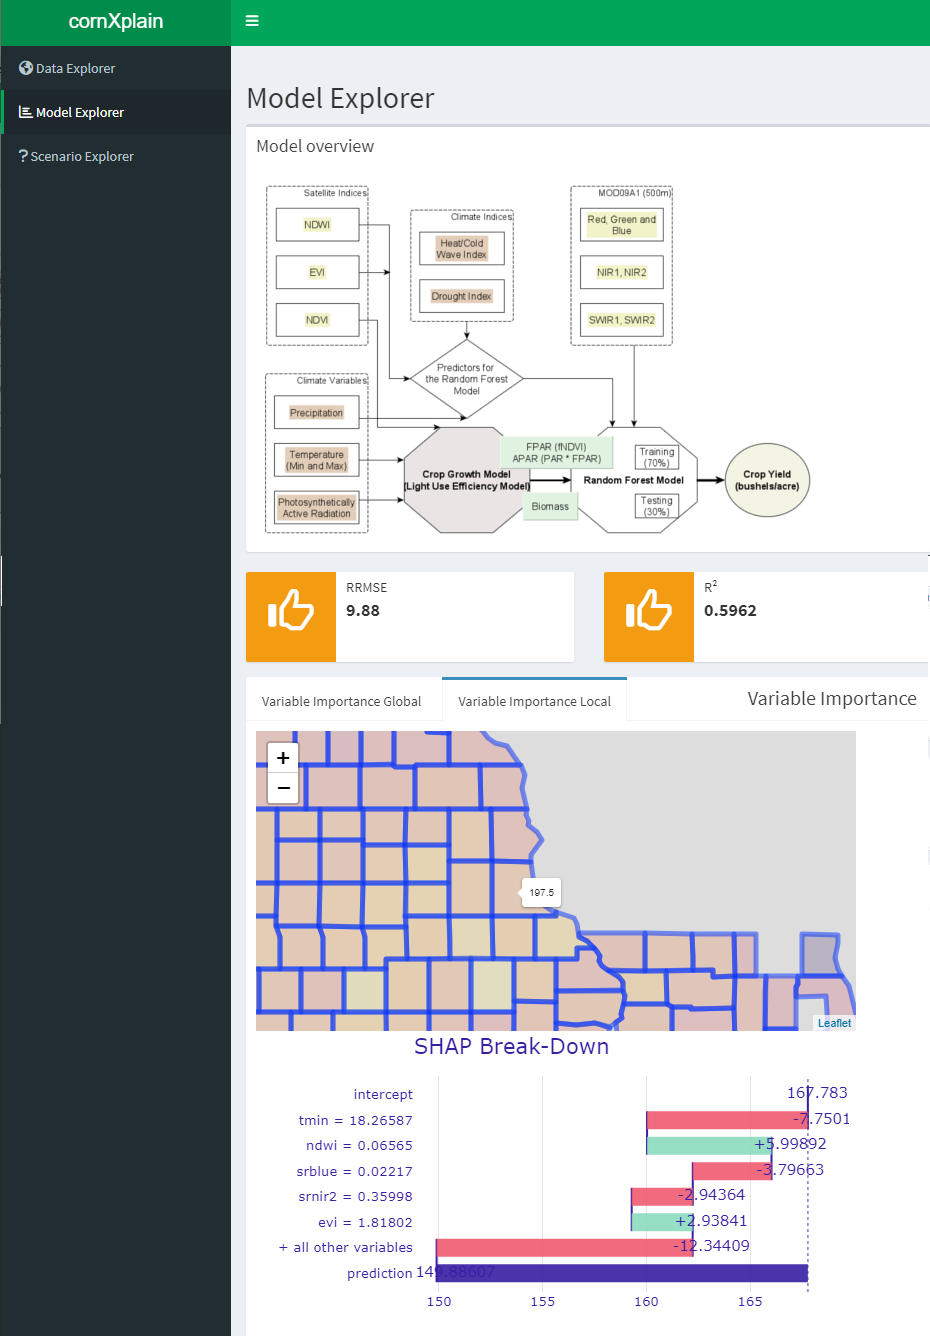 cornXplain
Data Explorer
Model Explorer
Scenario Explorer
Model Explorer
Model overview
Satellite Indices
NDWI
EVI
NDVI
Climate Indices
Heat/Cold
Wave Index
Drought Index
MOD09A1 (500m)
Red, Green and
Blue
NIR1, NIR2
SWIR1, SWIR2
Predictors for
the Random Forest
Model
Climate Variables
Precipitation
Temperature
(Min and Max)
Photosynthetically
Active Radiation
Crop Growth Model
(Light Use Efficiency Model)
FPAR (fNDVI)
APAR (PAR * FPAR)
Biomass
Training
(70%)
Random Forest Model
Testing
(30%)
Crop Yield
(bushels/acre)
RRMSE
9.88
R²
0.5962
Variable Importance Global
Variable Importance Local
Variable Importance
+
−
197.5
Leaflet
SHAP Break-Down
intercept 167.783
tmin = 18.26587 -7.7501
ndwi = 0.06565 +5.99892
srblue = 0.02217 -3.79663
srnir2 = 0.35998 -2.94364
evi = 1.81802 +2.93841
+ all other variables -12.34409
prediction 149.88607
150 155 160 165